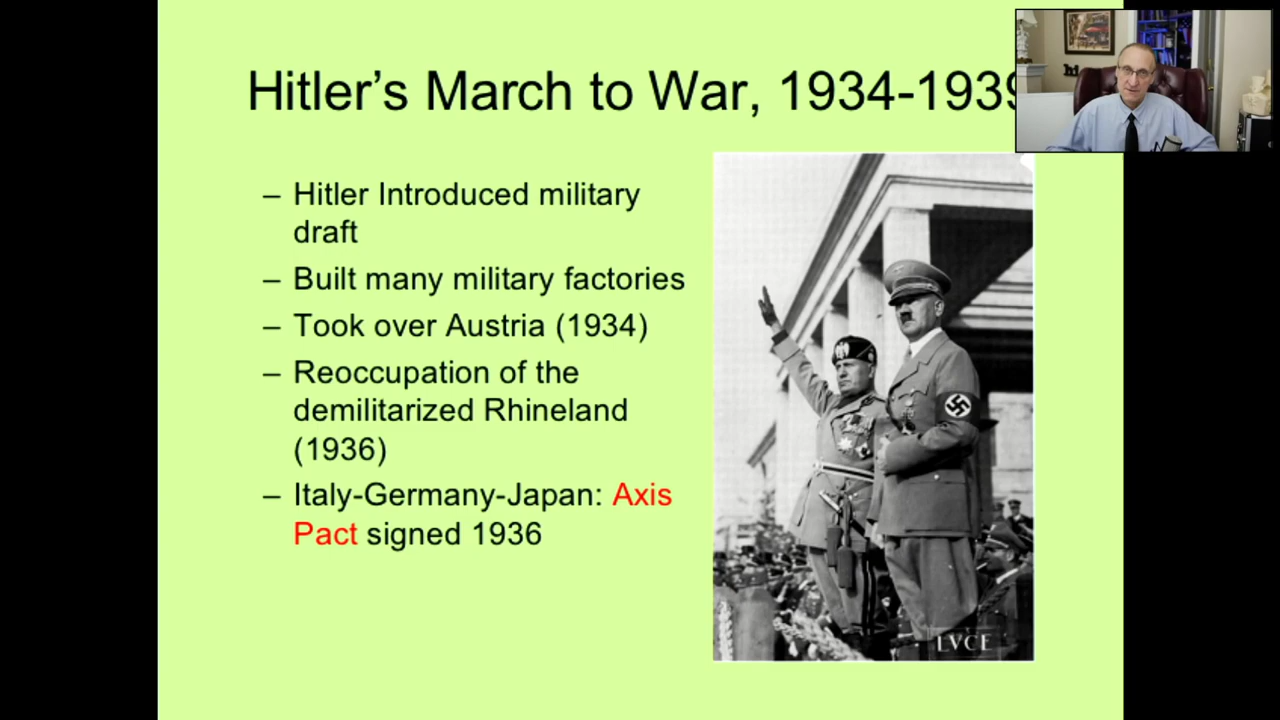 Hitler's March to War, 1934-1939
– Hitler Introduced military
draft
– Built many military factories
– Took over Austria (1934)
– Reoccupation of the
demilitarized Rhineland
(1936)
– Italy-Germany-Japan: Axis
Pact signed 1936
LVCE